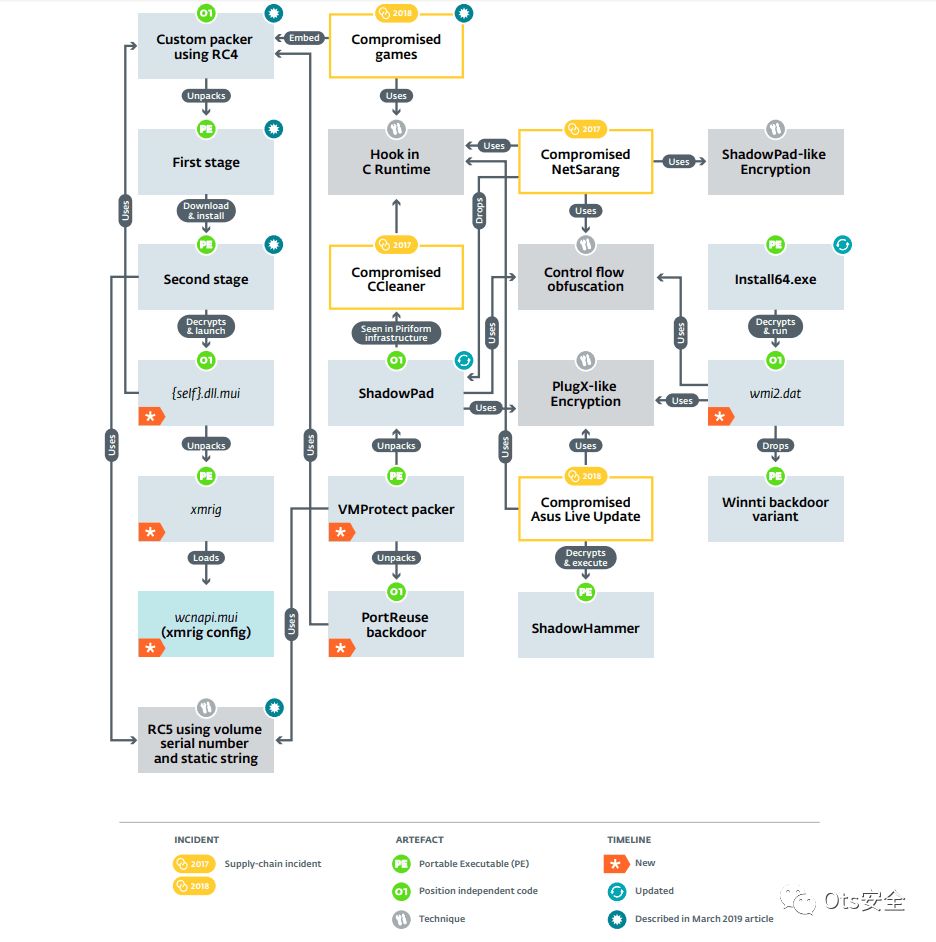 01
2018
Custom packer
using RC4
Embed
Compromised
games
Unpacks
Uses
PE
2017
First stage
Hook in
C Runtime
Uses
Compromised
NetSarang
Uses
ShadowPad-like
Encryption
Uses
Download
& install
Drops
Uses
PE
2017
PE
Second stage
Compromised
CCleaner
Control flow
obfuscation
Install64.exe
Decrypts
& launch
Seen in Piriform
infrastructure
Uses
Uses
Decrypts
& run
01
01
01
{self}.dll.mui
ShadowPad
PlugX-like
Encryption
wmi2.dat
Uses
Uses
Uses
Uses
Uses
Unpacks
Unpacks
Uses
Drops
PE
PE
2018
PE
xmrig
VMProtect packer
Compromised
Asus Live Update
Winnti backdoor
variant
Loads
Unpacks
Decrypts
& execute
01
PE
wcnapi.mui
(xmrig config)
Uses
PortReuse
backdoor
ShadowHammer
RC5 using volume
serial number
and static string
INCIDENT
ARTEFACT
TIMELINE
2017
Supply-chain incident
PE
Portable Executable (PE)
New
2018
01
Position independent code
Updated
Technique
Described in March 2019 article
Ots安全